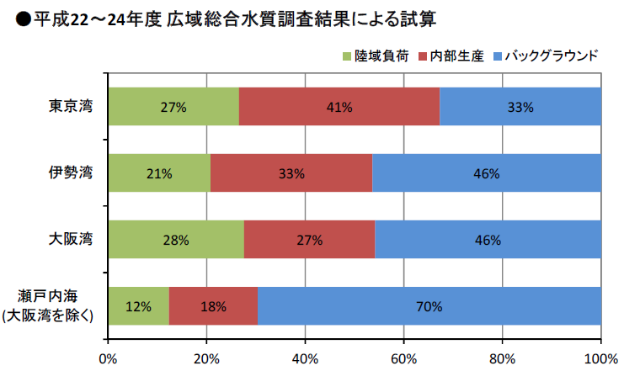 ●平成22～24年度 広域総合水質調査結果による試算
陸域負荷 内部生産 バックグラウンド
東京湾 27% 41% 33%
伊勢湾 21% 33% 46%
大阪湾 28% 27% 46%
瀬戸内海
(大阪湾を除く) 12% 18% 70%
0% 20% 40% 60% 80% 100%